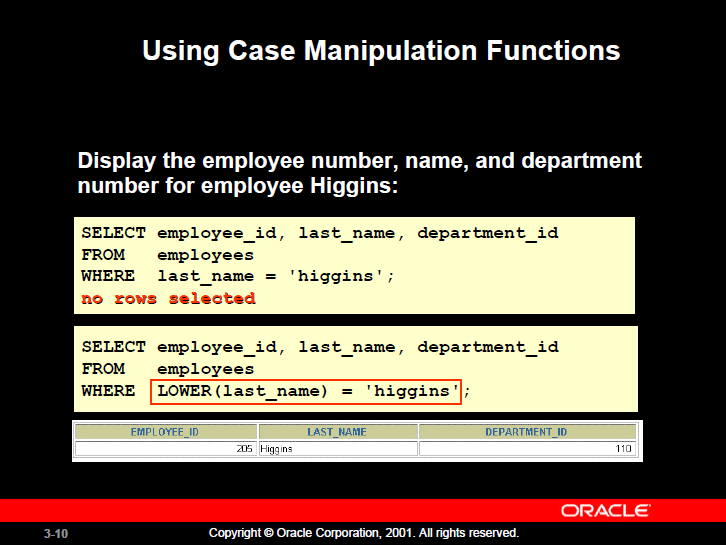 Using Case Manipulation Functions
Display the employee number, name, and department
number for employee Higgins:
SELECT employee_id, last_name, department_id
FROM   employees
WHERE  last_name = 'higgins';
no rows selected
SELECT employee_id, last_name, department_id
FROM   employees
WHERE  LOWER(last_name) = 'higgins';
EMPLOYEE_ID LAST_NAME DEPARTMENT_ID
205 Higgins 110
ORACLE®
3-10 Copyright © Oracle Corporation, 2001. All rights reserved.